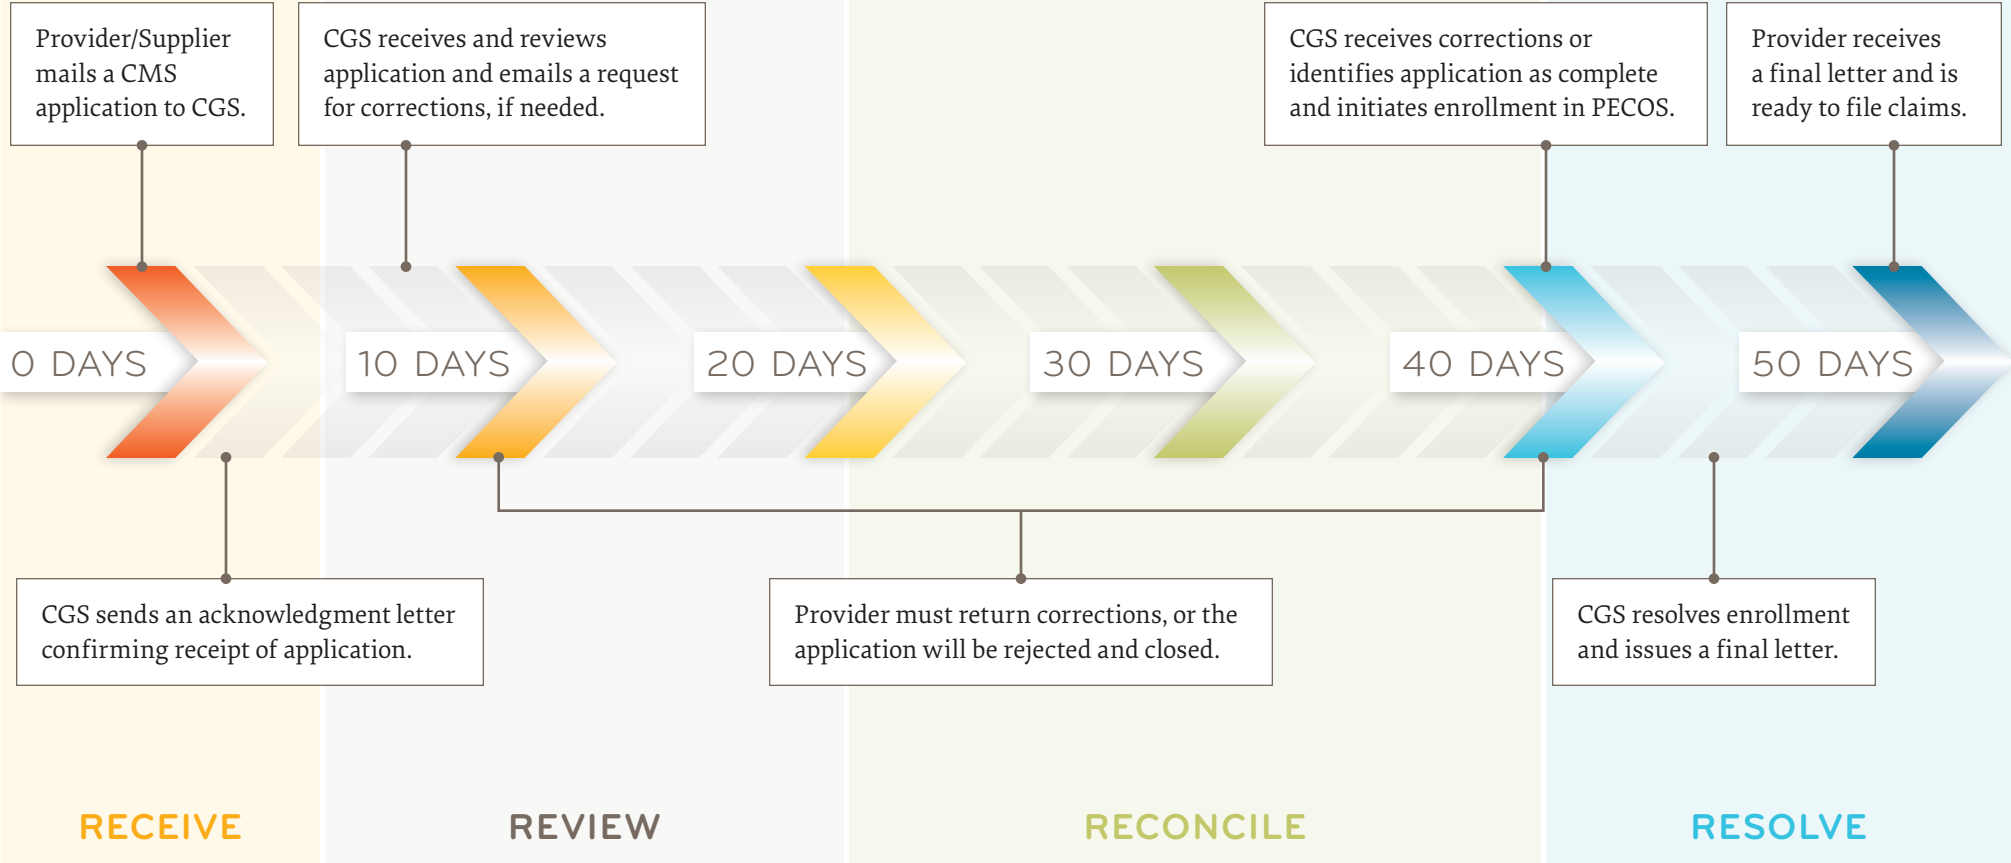 Provider/Supplier
mails a CMS
application to CGS.
CGS receives and reviews
application and emails a request
for corrections, if needed.
CGS receives corrections or
identifies application as complete
and initiates enrollment in PECOS.
Provider receives
a final letter and is
ready to file claims.
0 DAYS
10 DAYS
20 DAYS
30 DAYS
40 DAYS
50 DAYS
CGS sends an acknowledgment letter
confirming receipt of application.
Provider must return corrections, or the
application will be rejected and closed.
CGS resolves enrollment
and issues a final letter.
RECEIVE
REVIEW
RECONCILE
RESOLVE